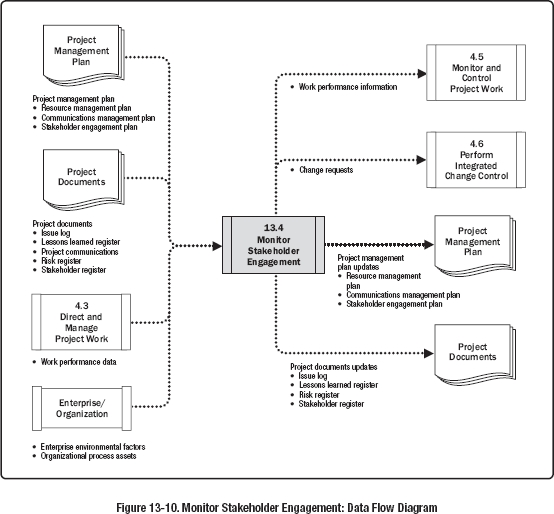 Project
Management
Plan
Project management plan
• Resource management plan
• Communications management plan
• Stakeholder engagement plan
Project
Documents
Project documents
• Issue log
• Lessons learned register
• Project communications
• Risk register
• Stakeholder register
4.3
Direct and
Manage
Project Work
• Work performance data
Enterprise/
Organization
• Enterprise environmental factors
• Organizational process assets
13.4
Monitor
Stakeholder
Engagement
4.5
Monitor and
Control
Project Work
• Work performance information
4.6
Perform
Integrated
Change Control
• Change requests
Project
Management
Plan
Project management
plan updates
• Resource management
plan
• Communications management plan
• Stakeholder engagement plan
Project
Documents
Project documents updates
• Issue log
• Lessons learned register
• Risk register
• Stakeholder register
Figure 13-10. Monitor Stakeholder Engagement: Data Flow Diagram